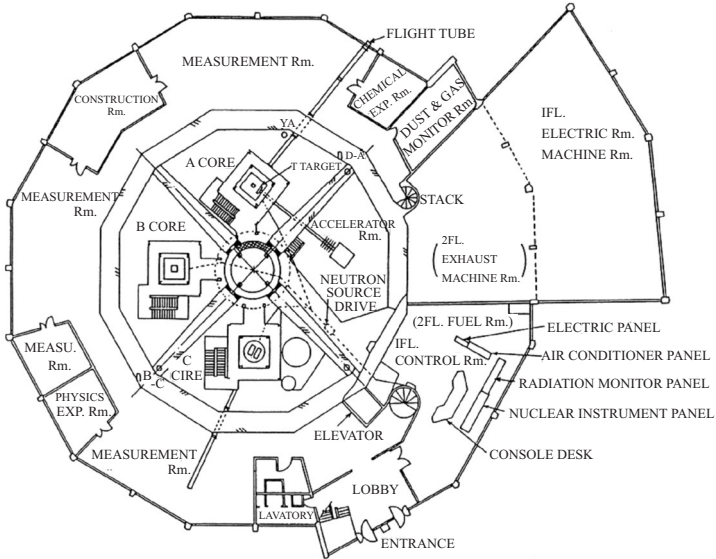 FLIGHT TUBE
MEASUREMENT Rm.
CONSTRUCTION
Rm.
CHEMICAL
EXP. Rm.
DUST & GAS
MONITOR Rm.
IFL.
ELECTRIC Rm.
MACHINE Rm.
YA
A CORE
D-A
T TARGET
STACK
MEASUREMENT
Rm.
B CORE
ACCELERATOR
Rm.
(2FL.
EXHAUST
MACHINE Rm.)
NEUTRON
SOURCE
DRIVE
(2FL. FUEL Rm.)
ELECTRIC PANEL
IFL.
CONTROL Rm.
AIR CONDITIONER PANEL
MEASU.
Rm.
C
CIRE
B
-C
RADIATION MONITOR PANEL
PHYSICS
EXP. Rm.
NUCLEAR INSTRUMENT PANEL
ELEVATOR
CONSOLE DESK
MEASUREMENT
Rm.
LOBBY
LAVATORY
ENTRANCE